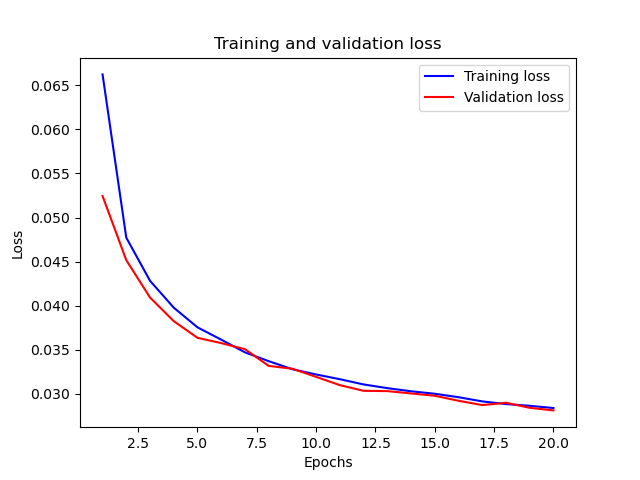 Training and validation loss
Training loss
Validation loss
0.065
0.060
0.055
0.050
0.045
0.040
0.035
0.030
Loss
2.5 5.0 7.5 10.0 12.5 15.0 17.5 20.0
Epochs